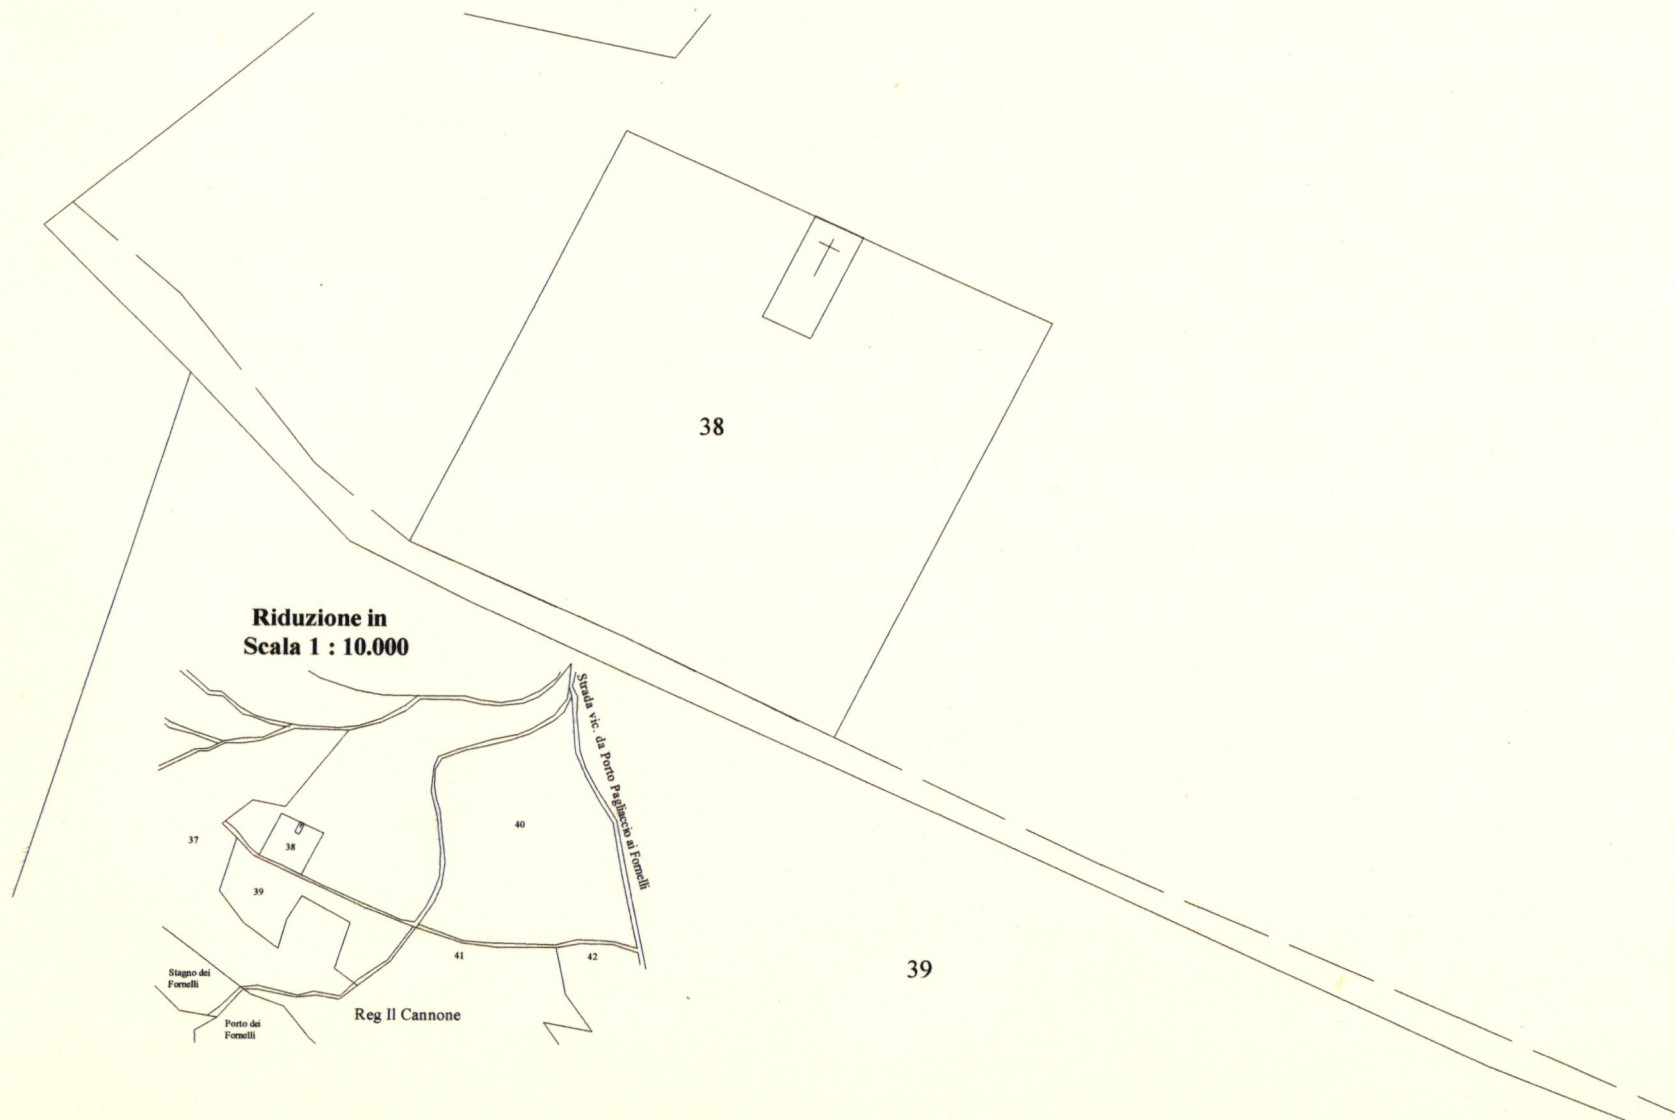 38
Riduzione in
Scala 1 : 10.000
Strada vic. da Porto Pagliaccio ai Fornelli
40
37
38
39
41
42
39
Stagno dei
Fornelli
Reg Il Cannone
Porto dei
Fornelli